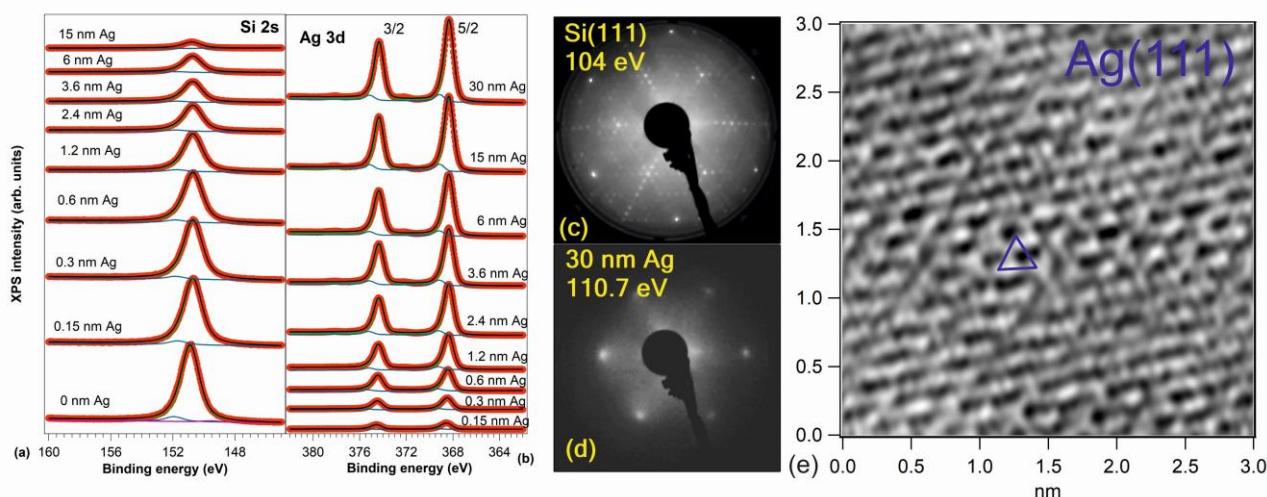 XPS intensity (arb. units)
Si 2s
15 nm Ag
6 nm Ag
3.6 nm Ag
2.4 nm Ag
1.2 nm Ag
0.6 nm Ag
0.3 nm Ag
0.15 nm Ag
0 nm Ag
160 156 152 148
(a)
Binding energy (eV)
Ag 3d
3/2
5/2
30 nm Ag
15 nm Ag
6 nm Ag
3.6 nm Ag
2.4 nm Ag
1.2 nm Ag
0.6 nm Ag
0.3 nm Ag
0.15 nm Ag
380 376 372 368 364
Binding energy (eV)
(b)
Si(111)
104 eV
(c)
30 nm Ag
110.7 eV
(d)
Ag(111)
3.0
2.5
2.0
1.5
1.0
0.5
0.0
0.0 0.5 1.0 1.5 2.0 2.5 3.0
(e)
nm